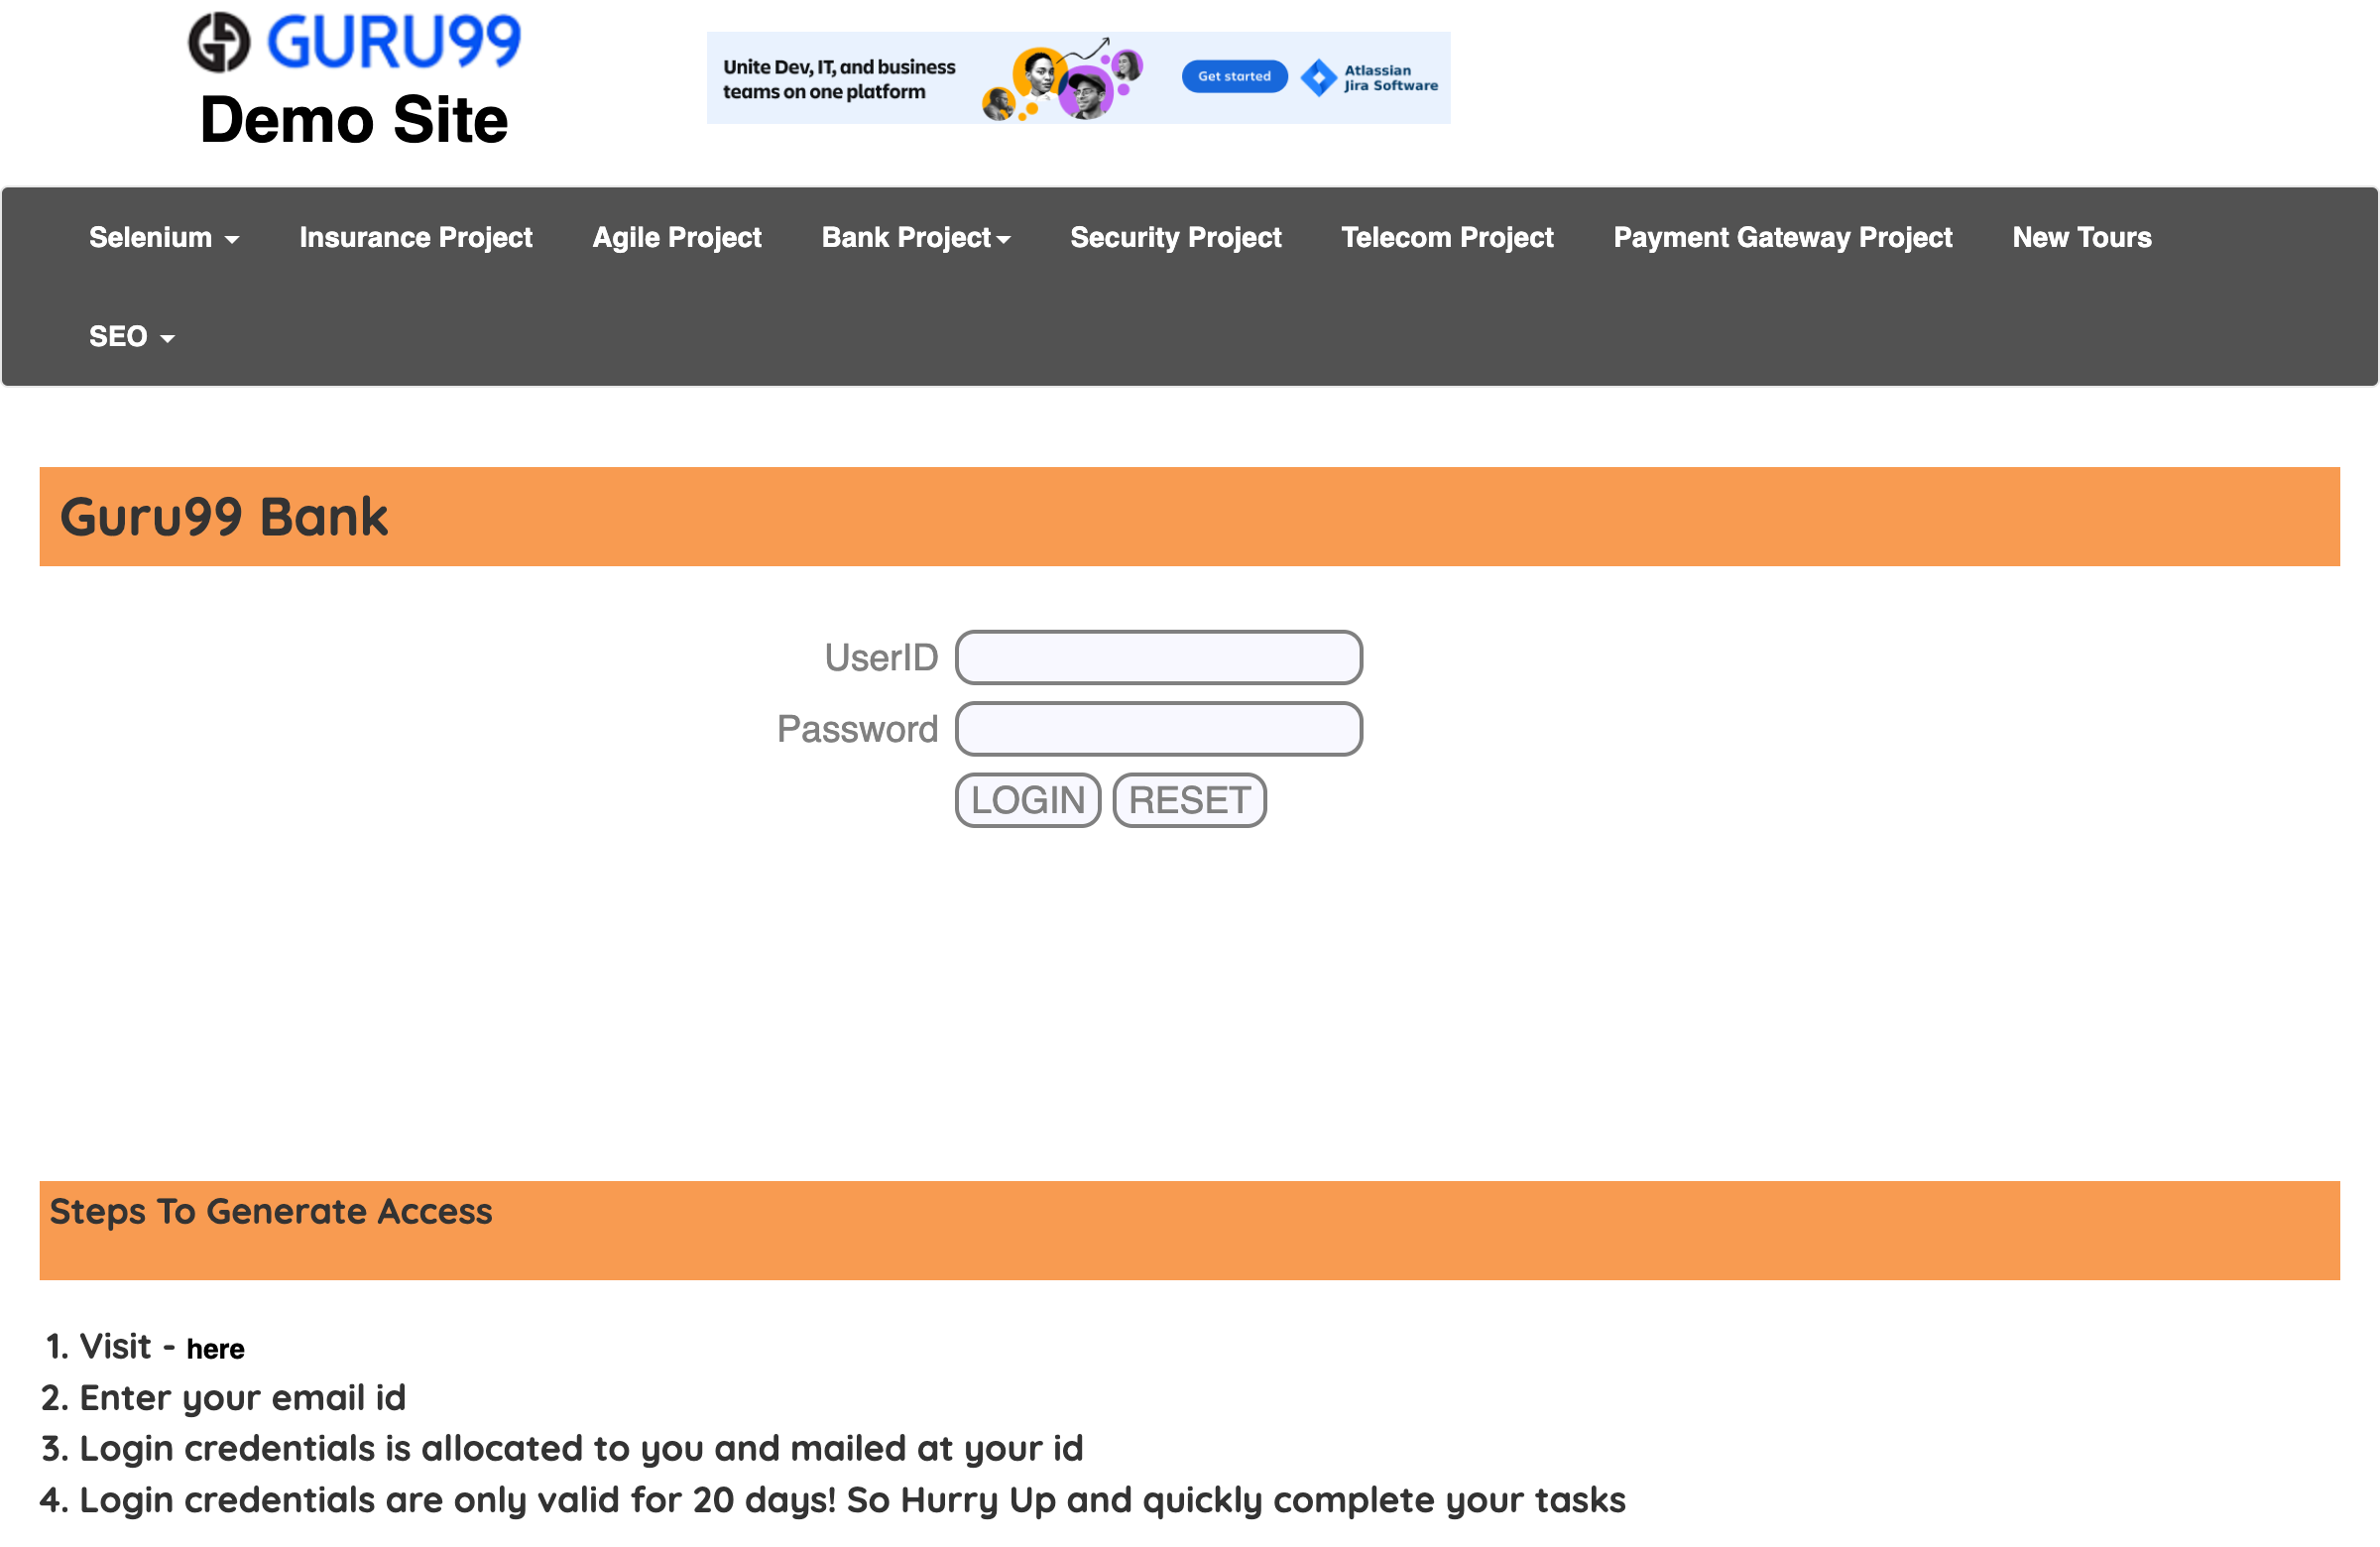 GURU99
Demo Site
Unite Dev, IT, and business
teams on one platform
Get started
Atlassian
Jira Software
Selenium Insurance Project Agile Project Bank Project Security Project Telecom Project Payment Gateway Project New Tours
SEO
Guru99 Bank
UserID
Password
LOGIN RESET
Steps To Generate Access
1. Visit - here
2. Enter your email id
3. Login credentials is allocated to you and mailed at your id
4. Login credentials are only valid for 20 days! So Hurry Up and quickly complete your tasks